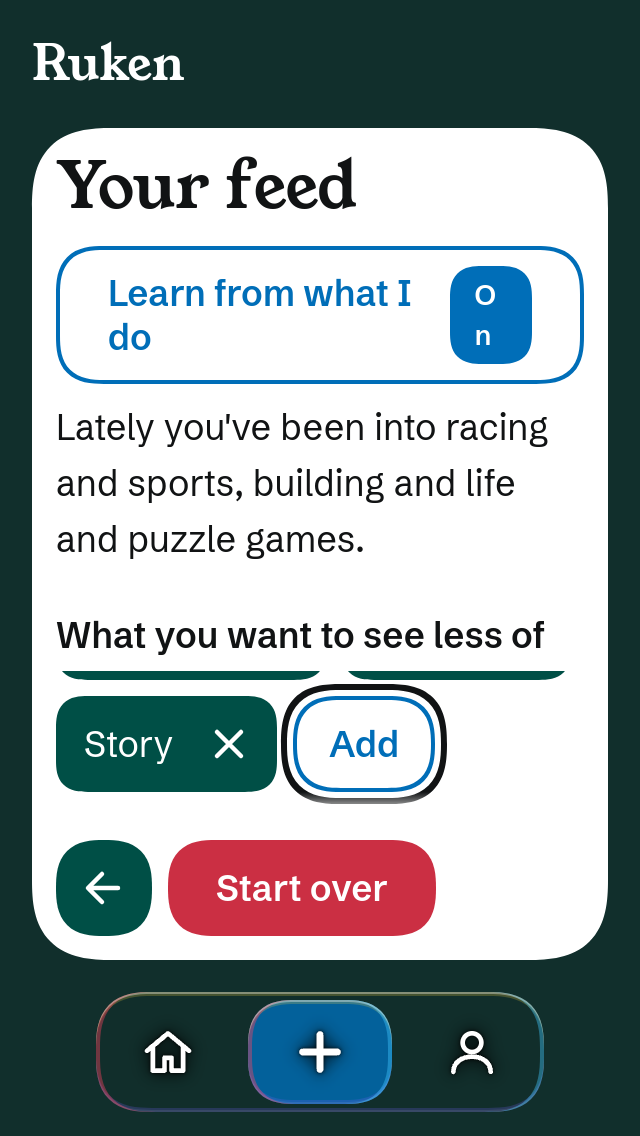 Ruken
Your feed
Learn from what I
do
O
n
Lately you've been into racing
and sports, building and life
and puzzle games.
What you want to see less of
Story
Add
Start over